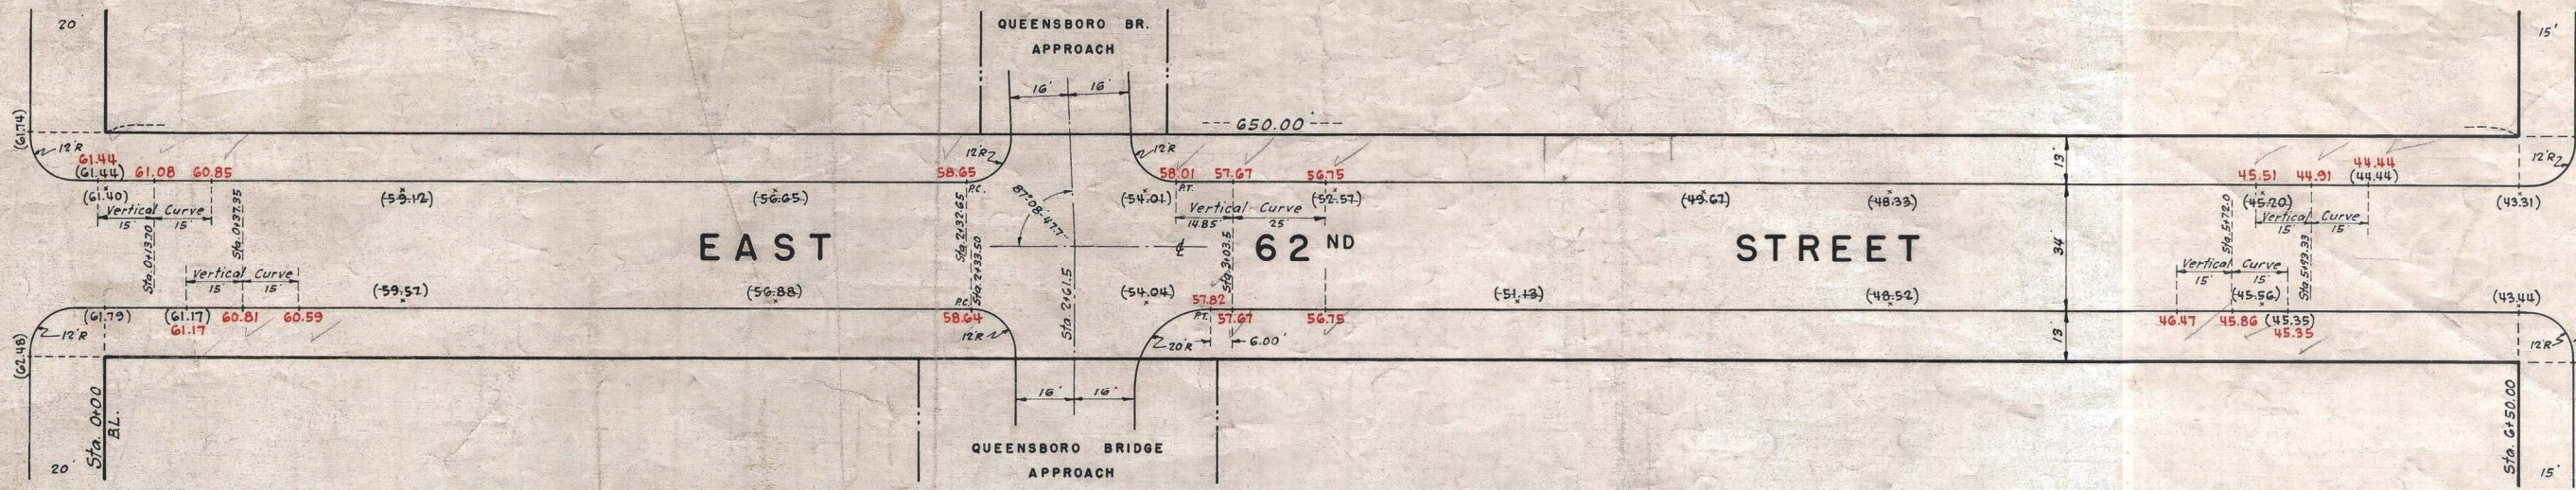 20'
QUEENSBORO BR.
APPROACH
15'
16' 16'
650.00'
(61.74)
12'R
12'R
12'R
12'R
13'
61.44
(61.44) 61.08 60.85
58.65
58.01 57.67 56.75
45.51 44.91
44.44
(44.44)
P.C.
P.T.
(61.40)
(59.12)
(56.65)
(54.01)
(52.57)
(49.67)
(48.33)
(45.20)
(43.31)
Vertical Curve
15' 15'
Sta. 0+13.70
Sta. 0+37.35
Sta. 2+32.65
Sta. 2+33.50
87°-08'-47.7"
Vertical Curve
14.85' 25'
Sta. 3+03.5
Sta. 5+72.0
Vertical Curve
15' 15'
Sta. 5+93.33
EAST 62ND STREET
℄
34'
Vertical Curve
15' 15'
Sta. 2+61.5
Vertical Curve
15' 15'
(59.57)
(56.88)
(54.04)
(51.13)
(48.52)
(45.56)
(43.44)
P.C.
57.82
P.T.
(61.79)
(61.17) 60.81 60.59
61.17
58.64
57.67 56.75
46.47 45.86 (45.35)
45.35
(62.48)
12'R
12'R
20'R
6.00'
13'
12'R
Sta. 0+00
B.L.
16' 16'
Sta. 6+50.00
QUEENSBORO BRIDGE
APPROACH
20'
15'